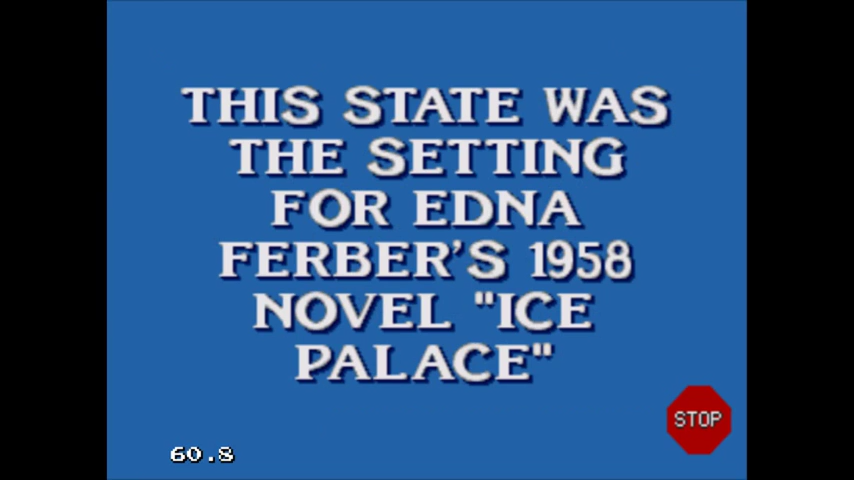 THIS STATE WAS
THE SETTING
FOR EDNA
FERBER'S 1958
NOVEL "ICE
PALACE"
STOP
60.8